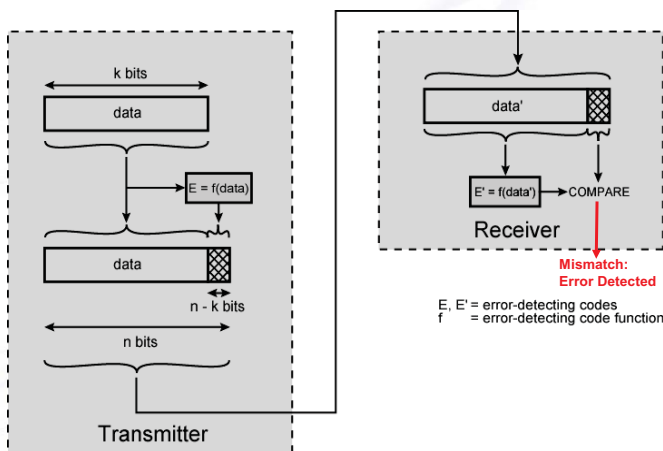 k bits
data
E = f(data)
data
n - k bits
n bits
Transmitter
data'
E' = f(data')
COMPARE
Receiver
Mismatch:
Error Detected
E, E' = error-detecting codes
f = error-detecting code function